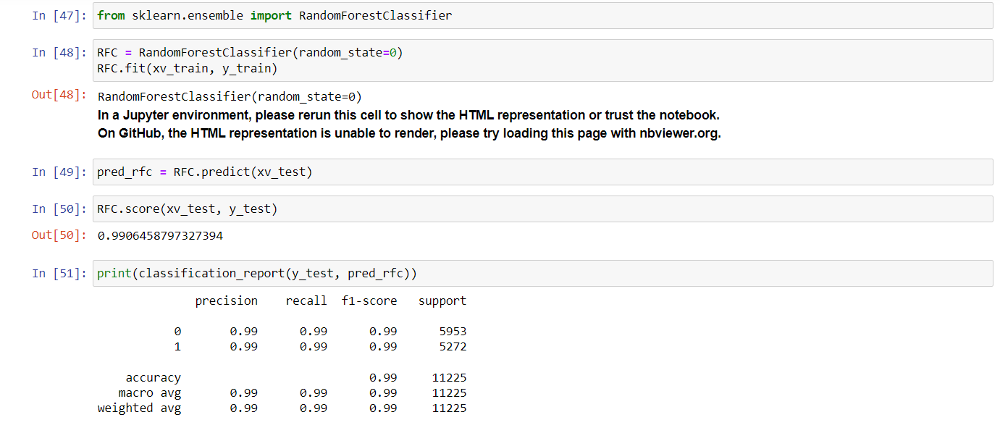 In [47]: from sklearn.ensemble import RandomForestClassifier
In [48]: RFC = RandomForestClassifier(random_state=0)
RFC.fit(xv_train, y_train)
Out[48]: RandomForestClassifier(random_state=0)
In a Jupyter environment, please rerun this cell to show the HTML representation or trust the notebook.
On GitHub, the HTML representation is unable to render, please try loading this page with nbviewer.org.
In [49]: pred_rfc = RFC.predict(xv_test)
In [50]: RFC.score(xv_test, y_test)
Out[50]: 0.9906458797327394
In [51]: print(classification_report(y_test, pred_rfc))
precision recall f1-score support
0 0.99 0.99 0.99 5953
1 0.99 0.99 0.99 5272
accuracy 0.99 11225
macro avg 0.99 0.99 0.99 11225
weighted avg 0.99 0.99 0.99 11225